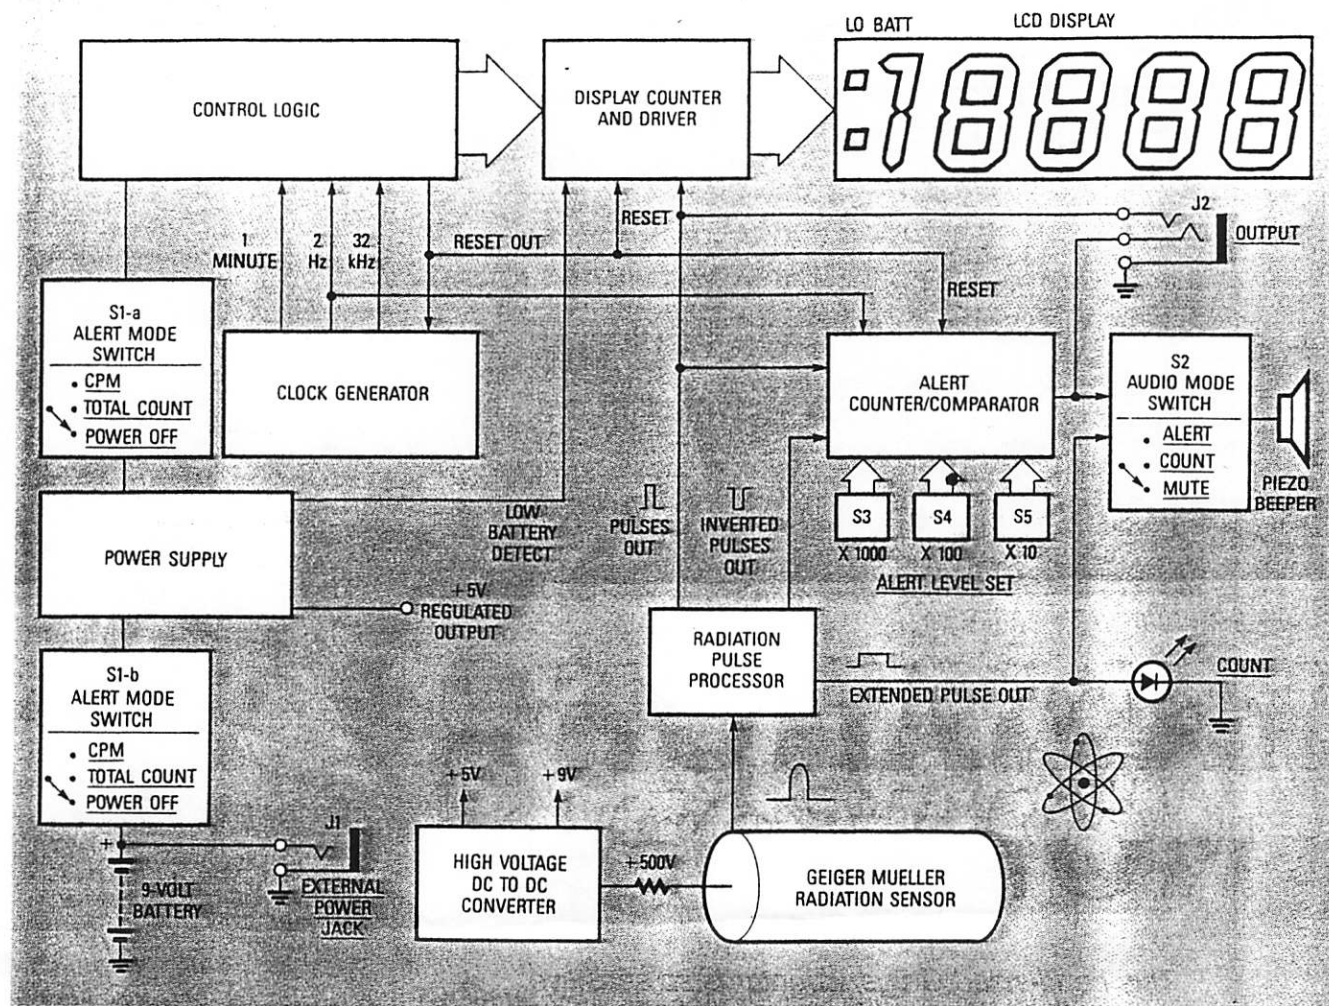 LO BATT
LCD DISPLAY
CONTROL LOGIC
DISPLAY COUNTER
AND DRIVER
:18888
1
MINUTE
2
Hz
32
kHz
RESET OUT
RESET
RESET
J2
OUTPUT
S1-a
ALERT MODE
SWITCH
CPM
TOTAL COUNT
POWER OFF
CLOCK GENERATOR
ALERT
COUNTER/COMPARATOR
S2
AUDIO MODE
SWITCH
ALERT
COUNT
MUTE
PIEZO
BEEPER
S3
S4
S5
X 1000
X 100
X 10
ALERT LEVEL SET
POWER SUPPLY
LOW
BATTERY
DETECT
PULSES
OUT
INVERTED
PULSES
OUT
+5V
REGULATED
OUTPUT
RADIATION
PULSE
PROCESSOR
EXTENDED PULSE OUT
COUNT
S1-b
ALERT MODE
SWITCH
CPM
TOTAL COUNT
POWER OFF
+5V
+9V
+
J1
9-VOLT
BATTERY
EXTERNAL
POWER
JACK
HIGH VOLTAGE
DC TO DC
CONVERTER
+500V
GEIGER MUELLER
RADIATION SENSOR